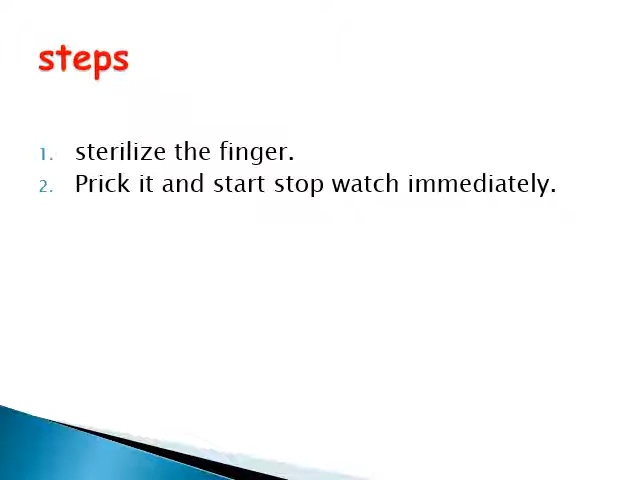 steps
1. sterilize the finger.
2. Prick it and start stop watch immediately.